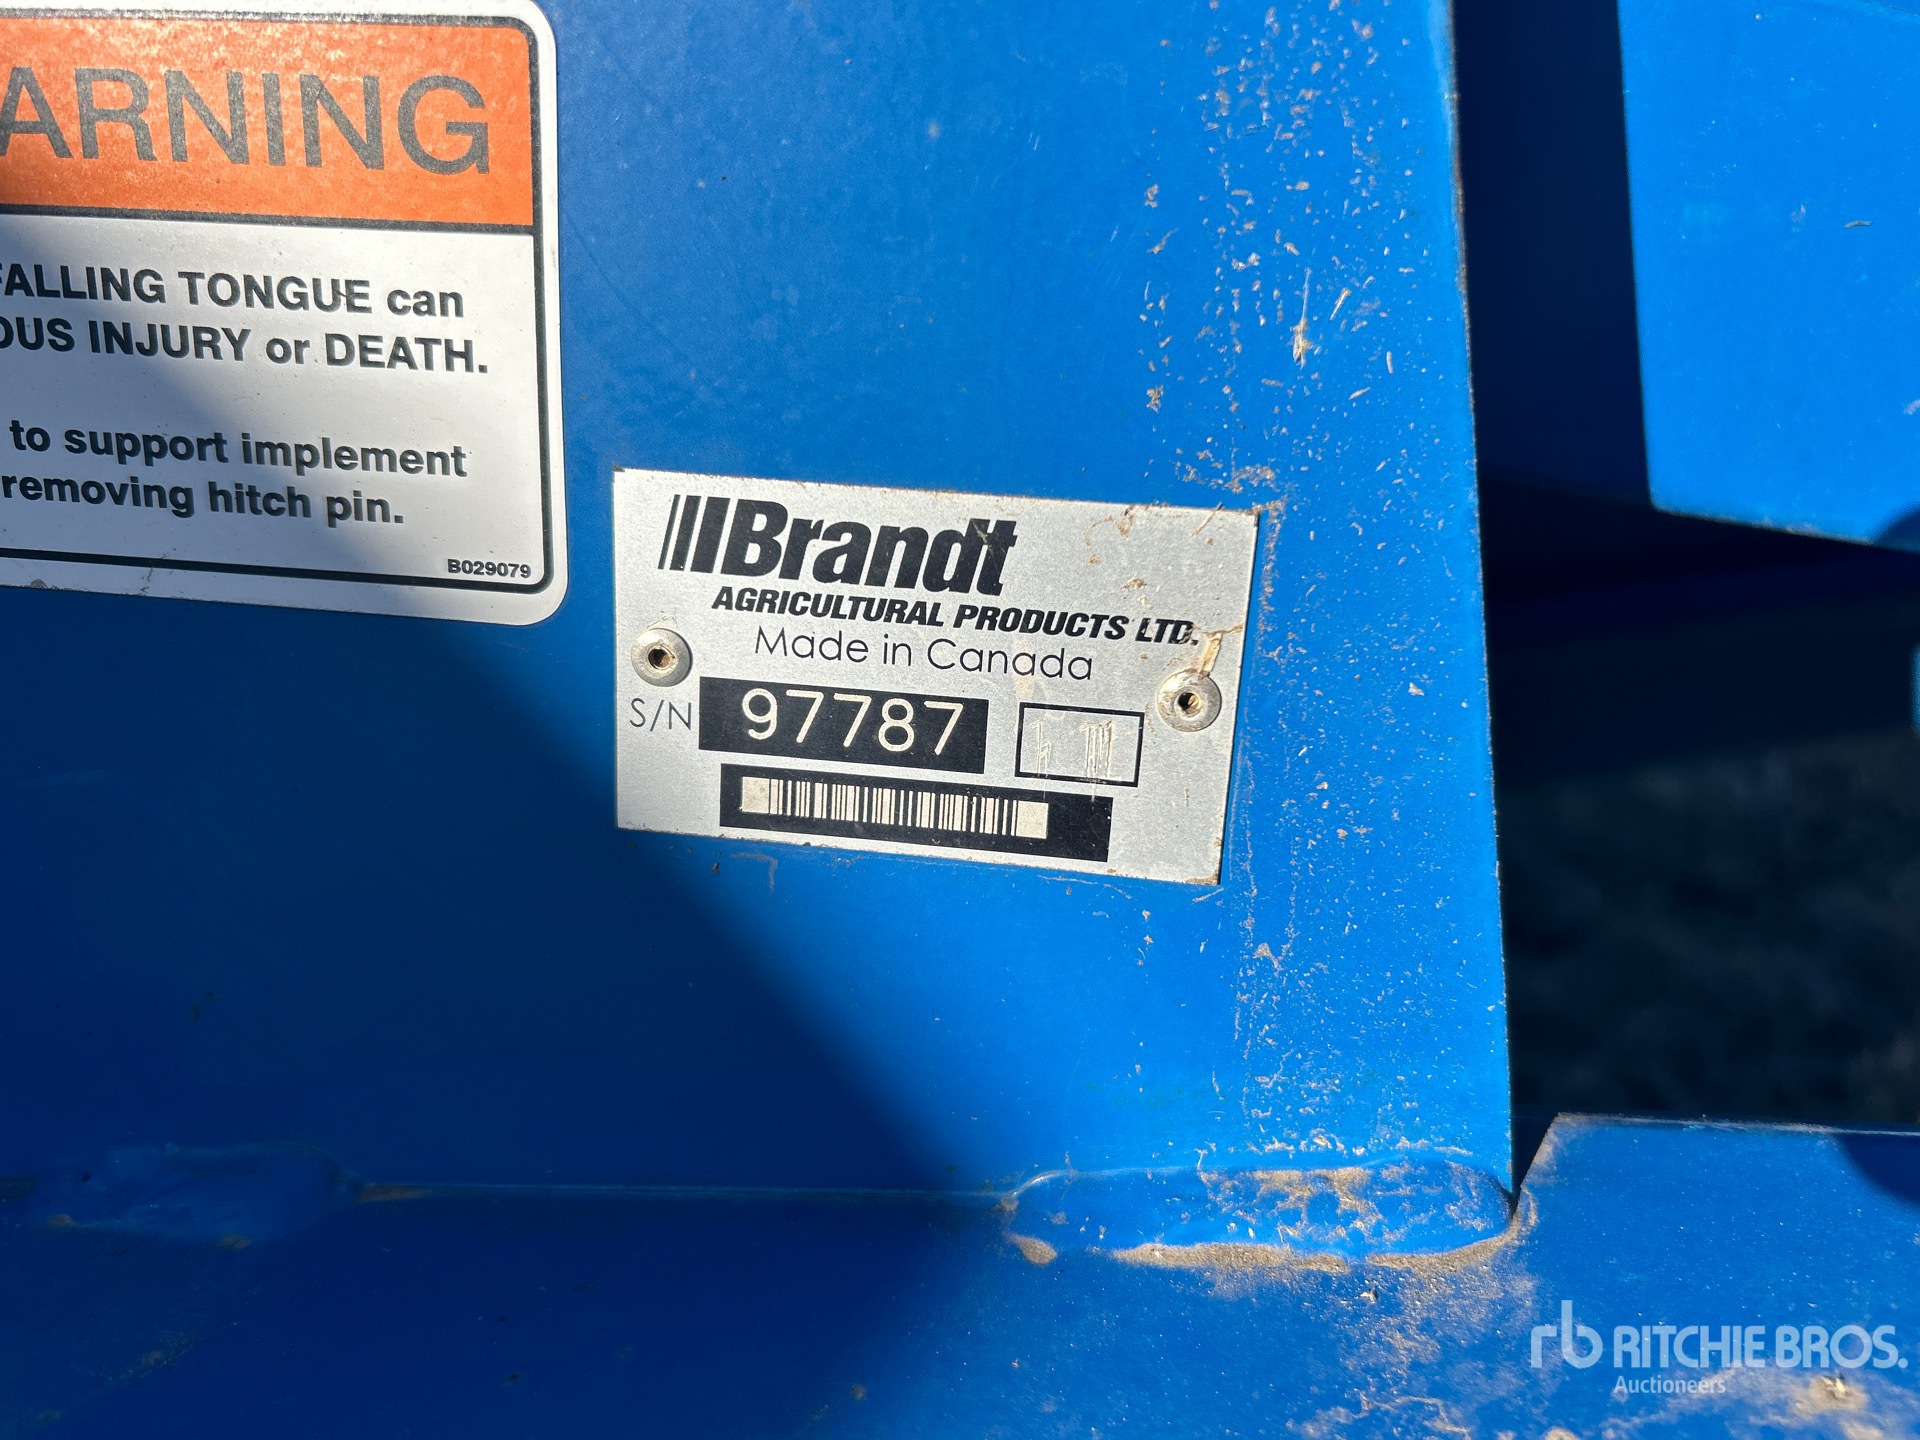 ARNING
FALLING TONGUE can
OUS INJURY or DEATH.
to support implement
removing hitch pin.
B029079
Brandt
AGRICULTURAL PRODUCTS LTD.
Made in Canada
S/N 97787
rb RITCHIE BROS.
Auctioneers